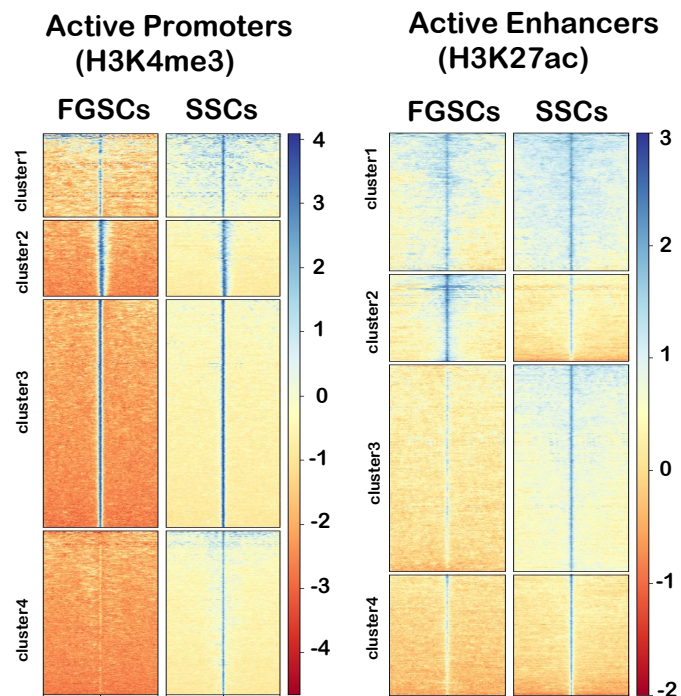 Active Promoters
(H3K4me3)
FGSCs SSCs
cluster1
cluster2
cluster3
cluster4
4
3
2
1
0
-1
-2
-3
-4
Active Enhancers
(H3K27ac)
FGSCs SSCs
cluster1
cluster2
cluster3
cluster4
3
2
1
0
-1
-2